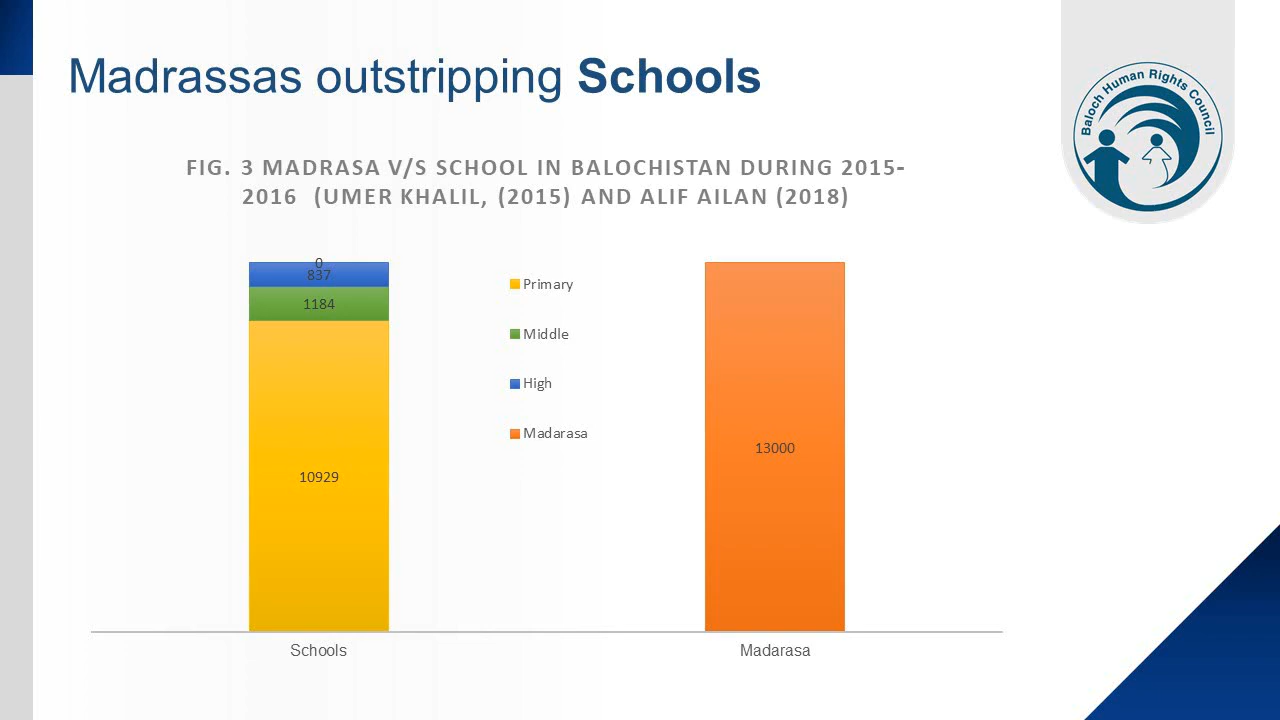 Madrassas outstripping Schools
Baloch Human Rights Council
FIG. 3 MADRASA V/S SCHOOL IN BALOCHISTAN DURING 2015-
2016 (UMER KHALIL, (2015) AND ALIF AILAN (2018)
0
837
1184
10929
Primary
Middle
High
Madarasa
13000
Schools
Madarasa